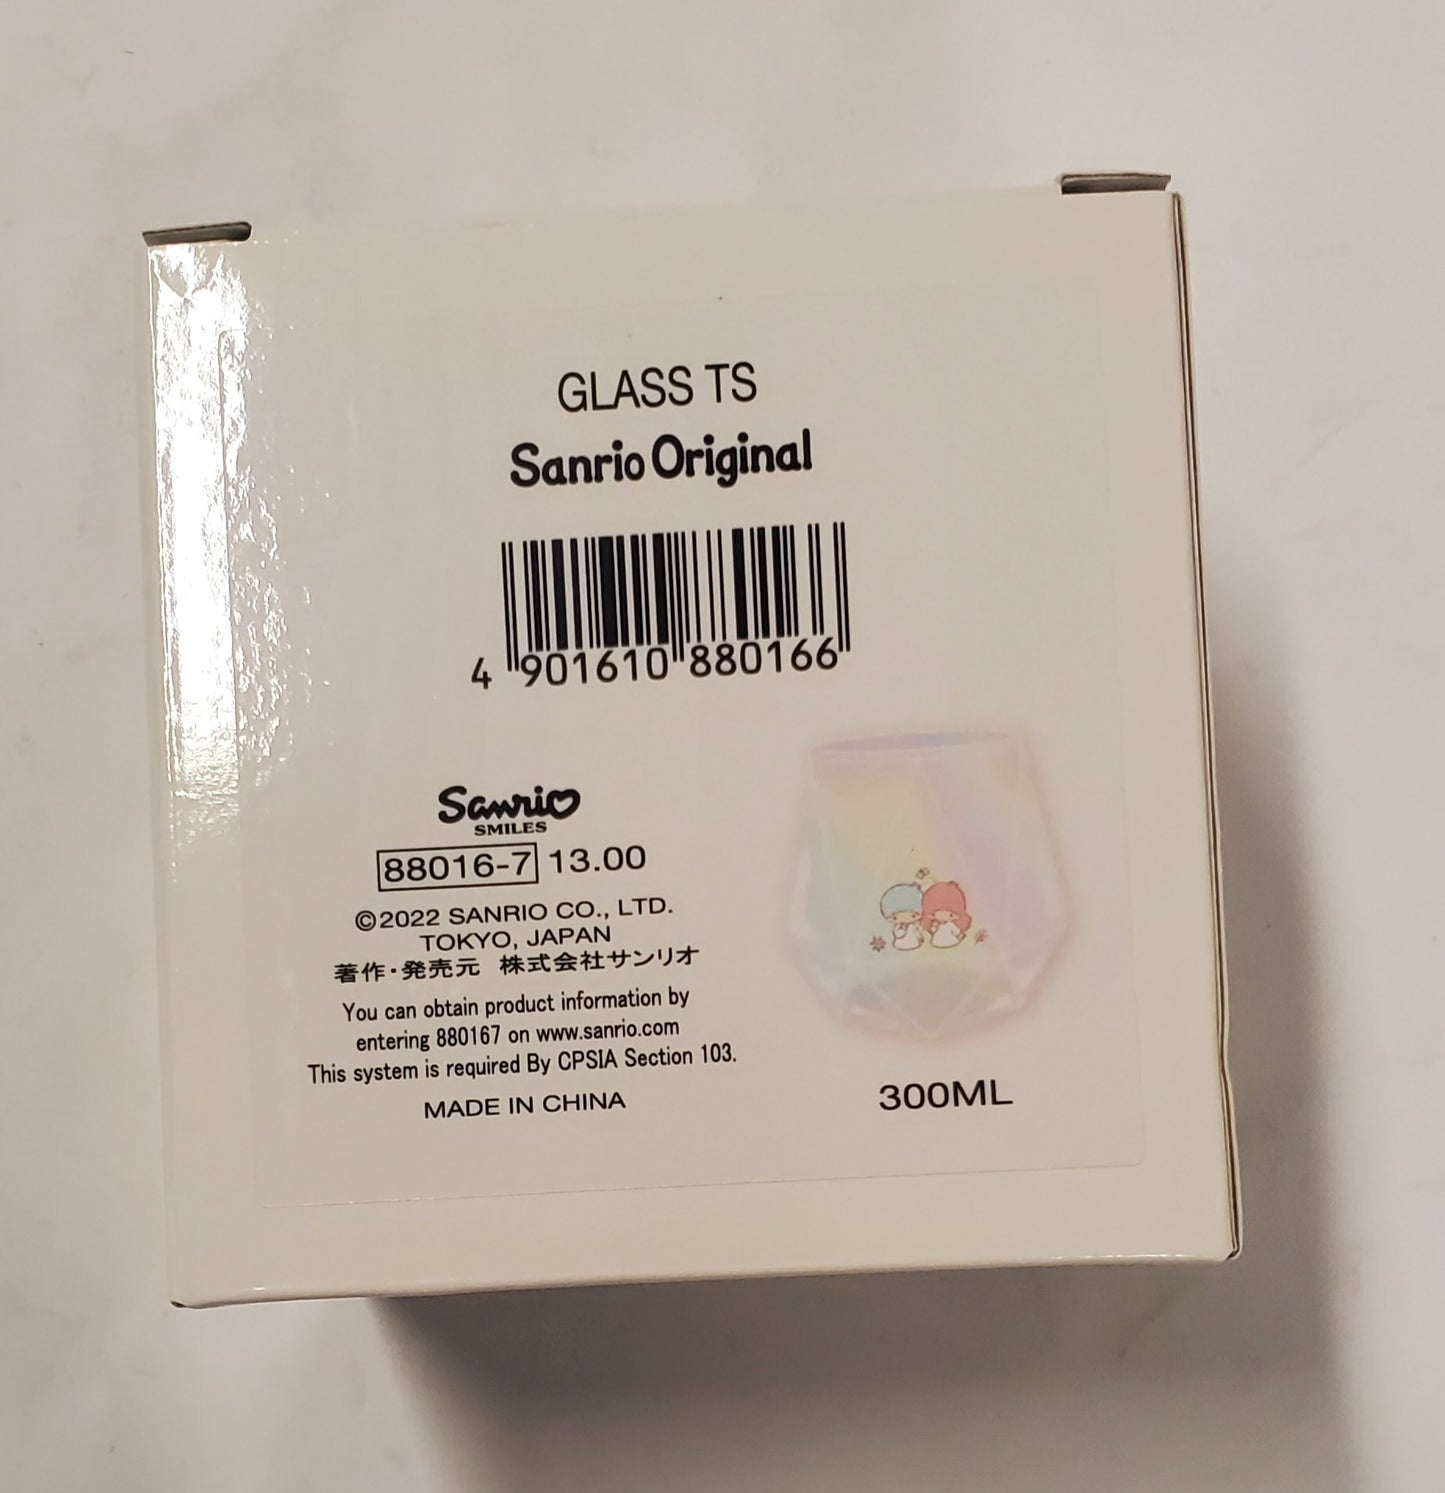 GLASS TS
Sanrio Original
4 901610 880166
Sanrio
SMILES
88016-7 13.00
©2022 SANRIO CO., LTD.
TOKYO, JAPAN
著作・発売元 株式会社サンリオ
You can obtain product information by
entering 880167 on www.sanrio.com
This system is required By CPSIA Section 103.
MADE IN CHINA
300ML